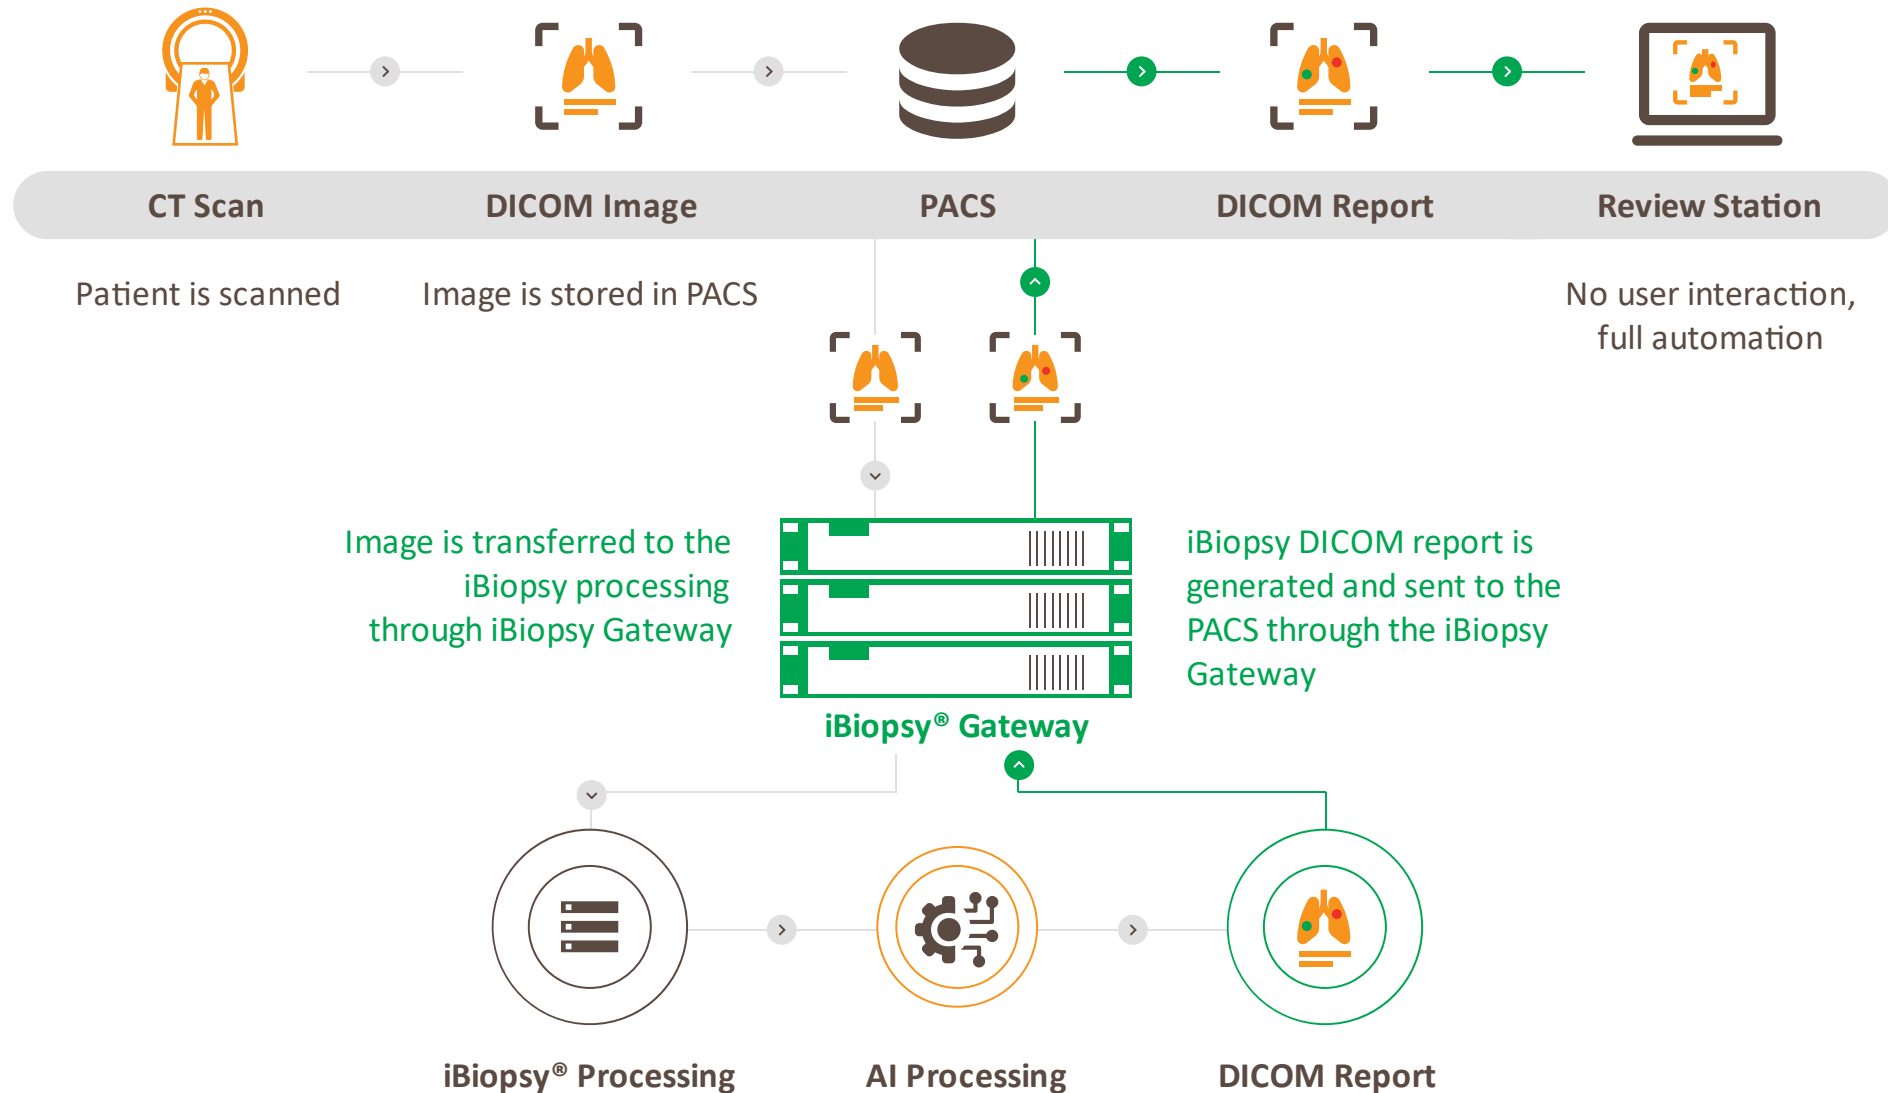 CT Scan
DICOM Image
PACS
DICOM Report
Review Station
Patient is scanned
Image is stored in PACS
No user interaction,
full automation
Image is transferred to the
iBiopsy processing
through iBiopsy Gateway
iBiopsy DICOM report is
generated and sent to the
PACS through the iBiopsy
Gateway
iBiopsy® Gateway
iBiopsy® Processing
AI Processing
DICOM Report